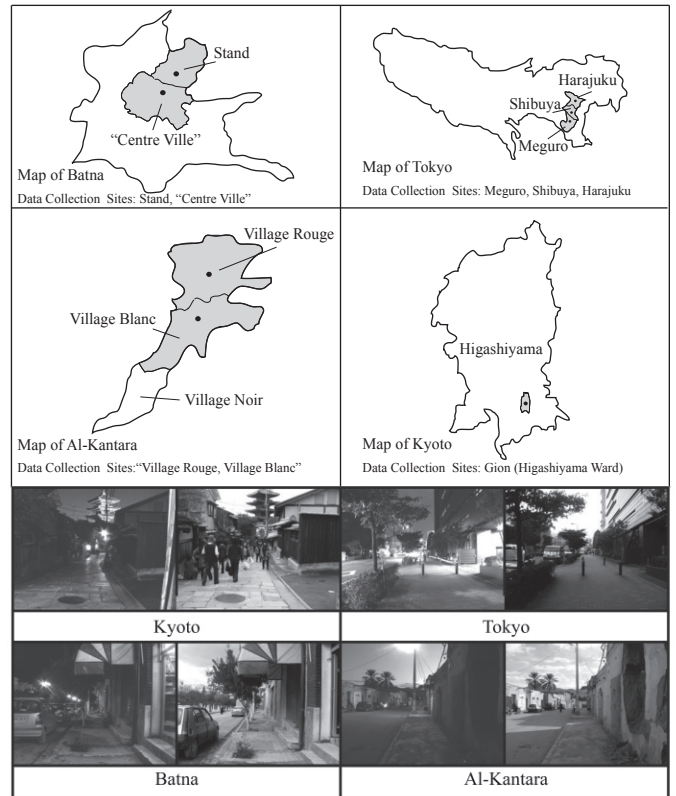 Stand
“Centre Ville”
Map of Batna
Data Collection Sites: Stand, “Centre Ville”
Harajuku
Shibuya
Meguro
Map of Tokyo
Data Collection Sites: Meguro, Shibuya, Harajuku
Village Rouge
Village Blanc
Village Noir
Map of Al-Kantara
Data Collection Sites:“Village Rouge, Village Blanc”
Higashiyama
Map of Kyoto
Data Collection Sites: Gion (Higashiyama Ward)
Kyoto
Tokyo
Batna
Al-Kantara